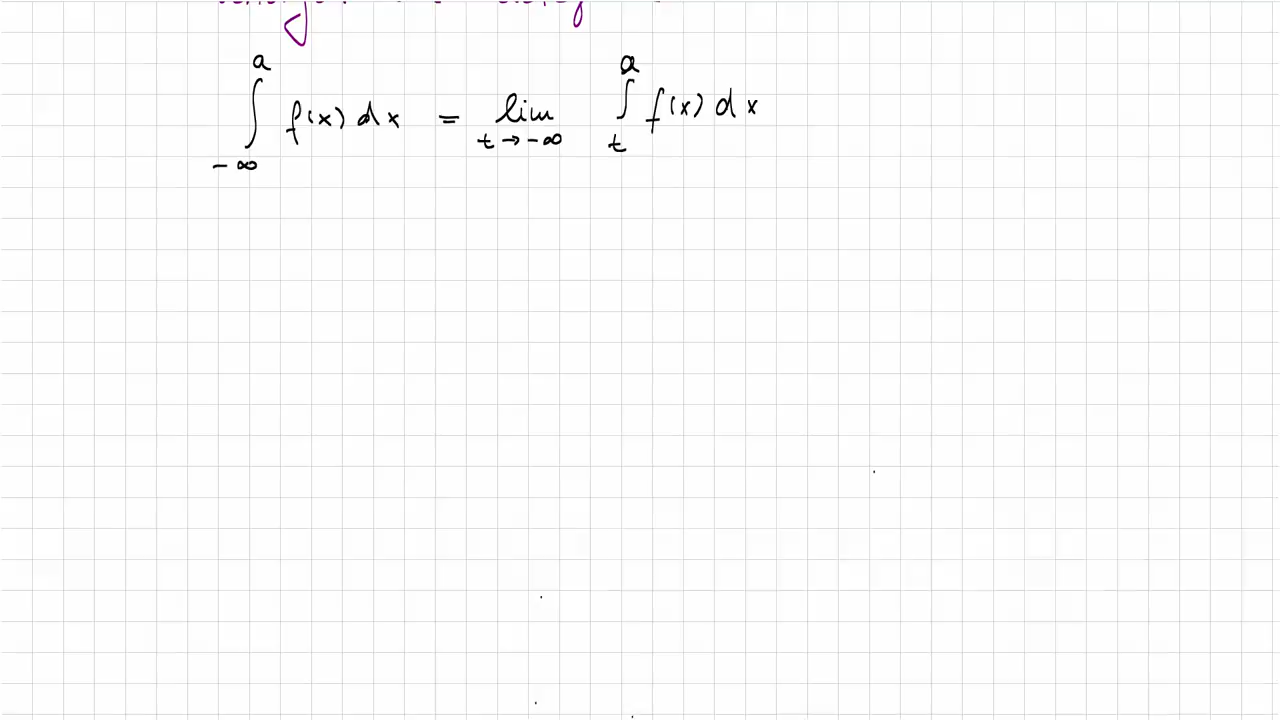 ∫_{-∞}^{a} f(x) dx = lim_{t→-∞} ∫_{t}^{a} f(x) dx